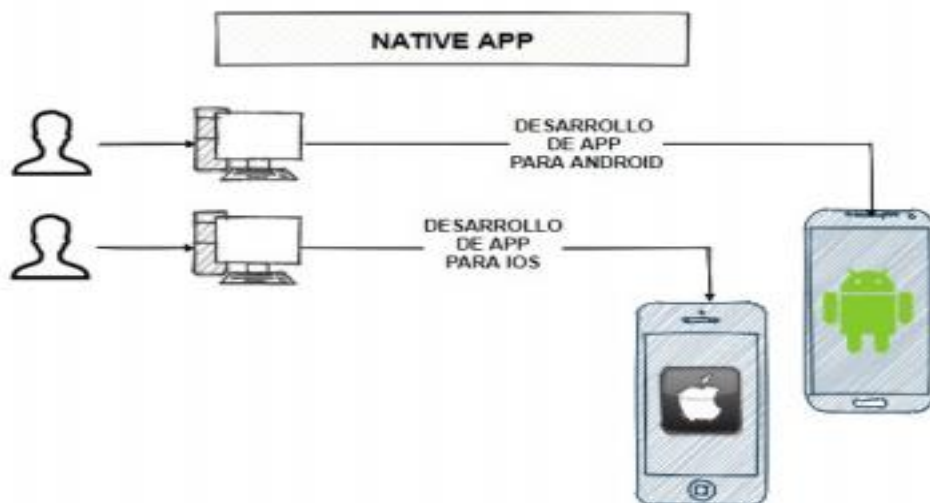 NATIVE APP
DESARROLLO
DE APP
PARA ANDROID
DESARROLLO
DE APP
PARA IOS